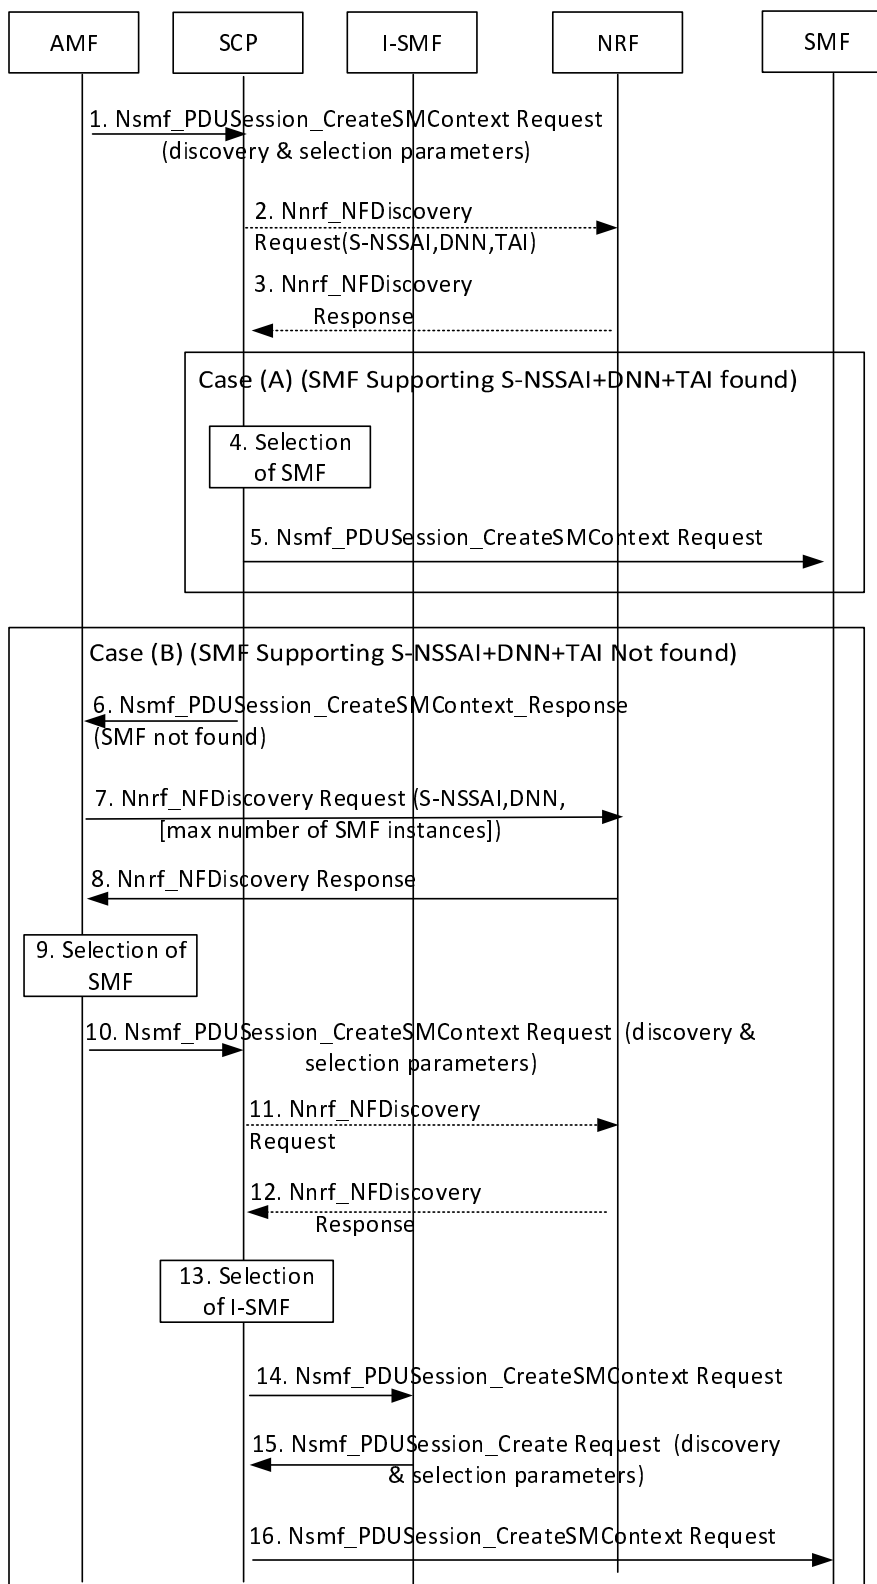 AMF
SCP
I-SMF
NRF
SMF
1. Nsmf_PDUSession_CreateSMContext Request
(discovery & selection parameters)
2. Nnrf_NFDiscovery
Request(S-NSSAI,DNN,TAI)
3. Nnrf_NFDiscovery
Response
Case (A) (SMF Supporting S-NSSAI+DNN+TAI found)
4. Selection
of SMF
5. Nsmf_PDUSession_CreateSMContext Request
Case (B) (SMF Supporting S-NSSAI+DNN+TAI Not found)
6. Nsmf_PDUSession_CreateSMContext_Response
(SMF not found)
7. Nnrf_NFDiscovery Request (S-NSSAI,DNN,
[max number of SMF instances])
8. Nnrf_NFDiscovery Response
9. Selection of
SMF
10. Nsmf_PDUSession_CreateSMContext Request (discovery &
selection parameters)
11. Nnrf_NFDiscovery
Request
12. Nnrf_NFDiscovery
Response
13. Selection
of I-SMF
14. Nsmf_PDUSession_CreateSMContext Request
15. Nsmf_PDUSession_Create Request (discovery
& selection parameters)
16. Nsmf_PDUSession_CreateSMContext Request